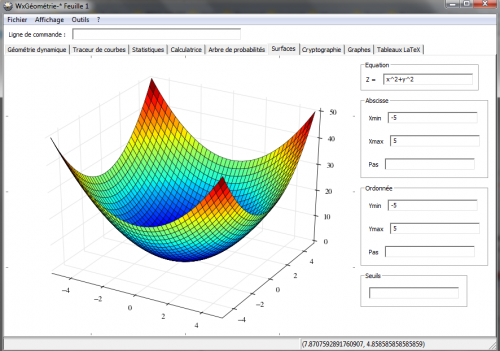 WxGéométrie-* Feuille 1
Fichier Affichage Outils ?
Ligne de commande :
Géométrie dynamique Traceur de courbes Statistiques Calculatrice Arbre de probabilités Surfaces Cryptographie Graphes Tableaux LaTeX
Equation
Z = x^2+y^2
Abscisse
Xmin -5
Xmax 5
Pas
Ordonnée
Ymin -5
Ymax 5
Pas
Seuils
50
40
30
20
10
0
-4 -2 0 2 4
-4 -2 0 2 4
(7.8707592891760907, 4.858585858585859)